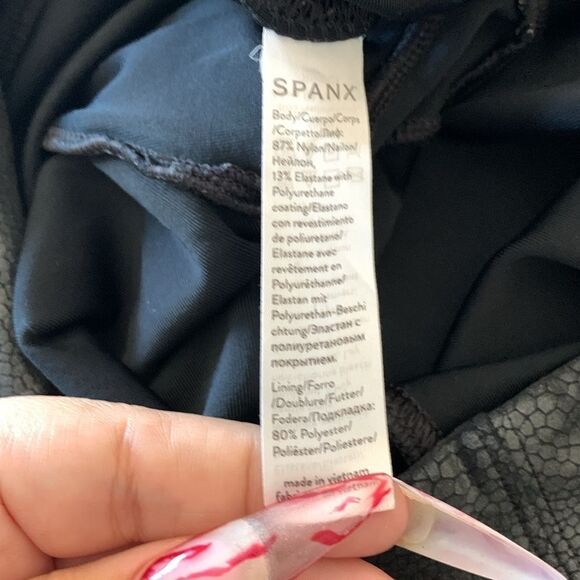 SPANX
Body/Cuerpo/Corps
/Corpetto/Лиф:
87% Nylon/Nailon/
Нейлон,
13% Elastane with
Polyurethane
coating/Elastano
con revestimiento
de poliuretano/
Elastane avec
revêtement en
Polyuréthanne/
Elastan mit
Polyurethan-Beschi
chtung/Эластан с
полиуретановым
покрытием.
Lining/Forro
/Doublure/Futter/
Fodera/Подкладка:
80% Polyester/
Poliéster/Poliestere/
made in vietnam